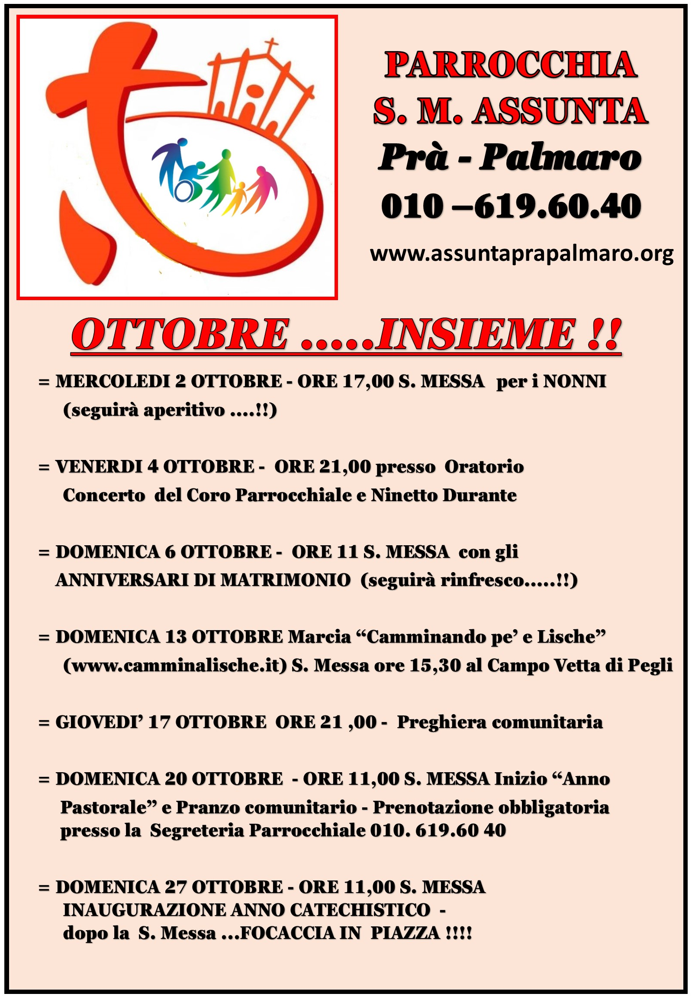 PARROCCHIA
S. M. ASSUNTA
Prà - Palmaro
010 –619.60.40
www.assuntaprapalmaro.org
OTTOBRE .....INSIEME !!
= MERCOLEDI 2 OTTOBRE - ORE 17,00 S. MESSA per i NONNI
(seguirà aperitivo ....!!)
= VENERDI 4 OTTOBRE - ORE 21,00 presso Oratorio
Concerto del Coro Parrocchiale e Ninetto Durante
= DOMENICA 6 OTTOBRE - ORE 11 S. MESSA con gli
ANNIVERSARI DI MATRIMONIO (seguirà rinfresco.....!!)
= DOMENICA 13 OTTOBRE Marcia “Camminando pe’ e Lische”
(www.camminalische.it) S. Messa ore 15,30 al Campo Vetta di Pegli
= GIOVEDI’ 17 OTTOBRE ORE 21 ,00 - Preghiera comunitaria
= DOMENICA 20 OTTOBRE - ORE 11,00 S. MESSA Inizio “Anno
Pastorale” e Pranzo comunitario - Prenotazione obbligatoria
presso la Segreteria Parrocchiale 010. 619.60 40
= DOMENICA 27 OTTOBRE - ORE 11,00 S. MESSA
INAUGURAZIONE ANNO CATECHISTICO -
dopo la S. Messa ...FOCACCIA IN PIAZZA !!!!